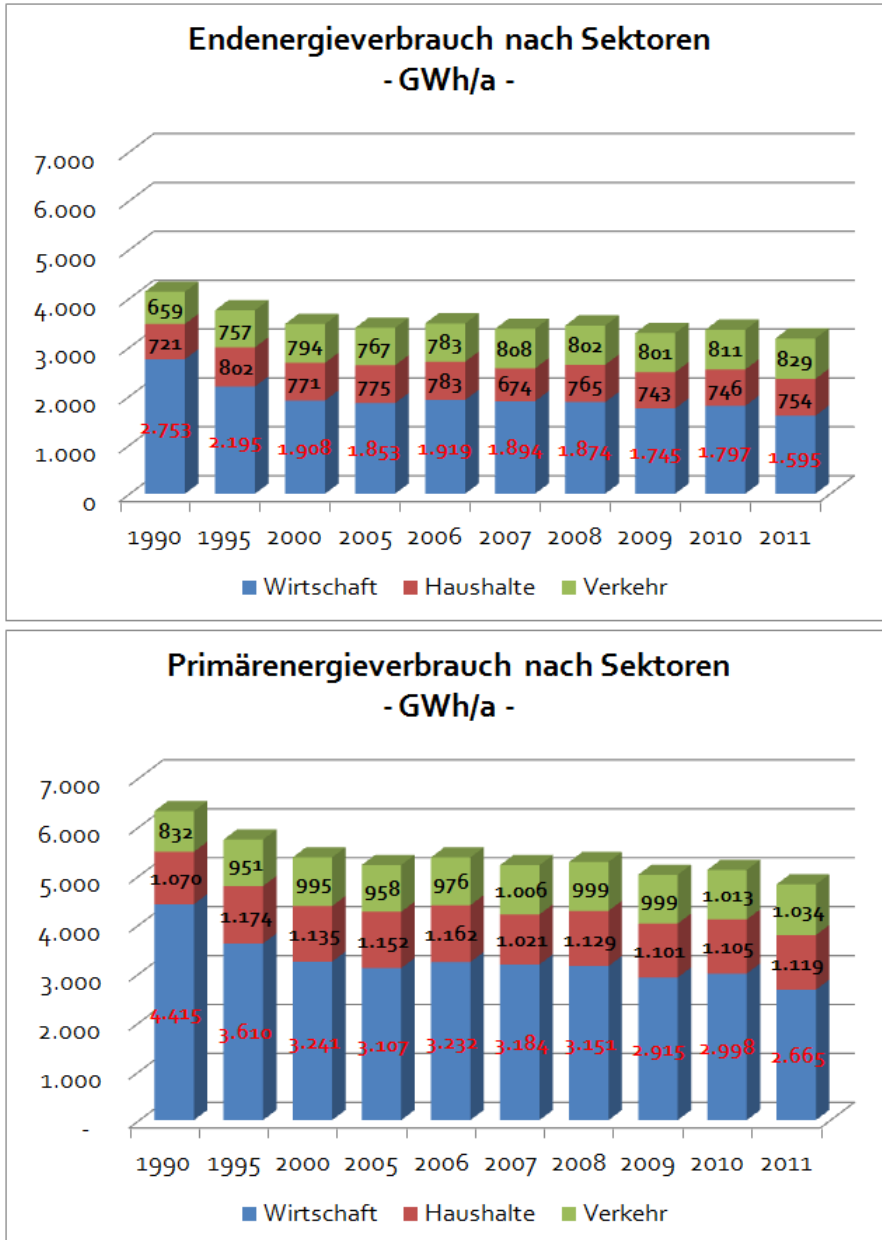 Endenergieverbrauch nach Sektoren
- GWh/a -
7.000
6.000
5.000
4.000
3.000
2.000
1.000
0
659 757 794 767 783 808 802 801 811 829
721 802 771 775 783 674 765 743 746 754
2.753 2.195 1.908 1.853 1.919 1.894 1.874 1.745 1.797 1.595
1990 1995 2000 2005 2006 2007 2008 2009 2010 2011
Wirtschaft Haushalte Verkehr
Primärenergieverbrauch nach Sektoren
- GWh/a -
7.000
6.000
5.000
4.000
3.000
2.000
1.000
-
832 951 995 958 976 1.006 999 999 1.013 1.034
1.070 1.174 1.135 1.152 1.162 1.021 1.129 1.101 1.105 1.119
4.415 3.610 3.241 3.107 3.232 3.184 3.151 2.915 2.998 2.665
1990 1995 2000 2005 2006 2007 2008 2009 2010 2011
Wirtschaft Haushalte Verkehr